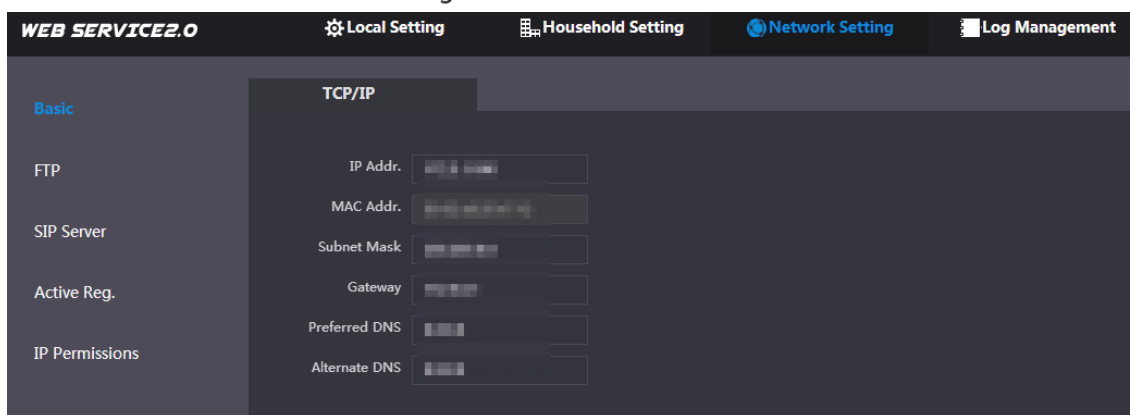 WEB SERVICE2.0 Local Setting Household Setting Network Setting Log Management
TCP/IP
Basic
IP Addr.
FTP
MAC Addr.
SIP Server
Subnet Mask
Active Reg.
Gateway
Preferred DNS
IP Permissions
Alternate DNS